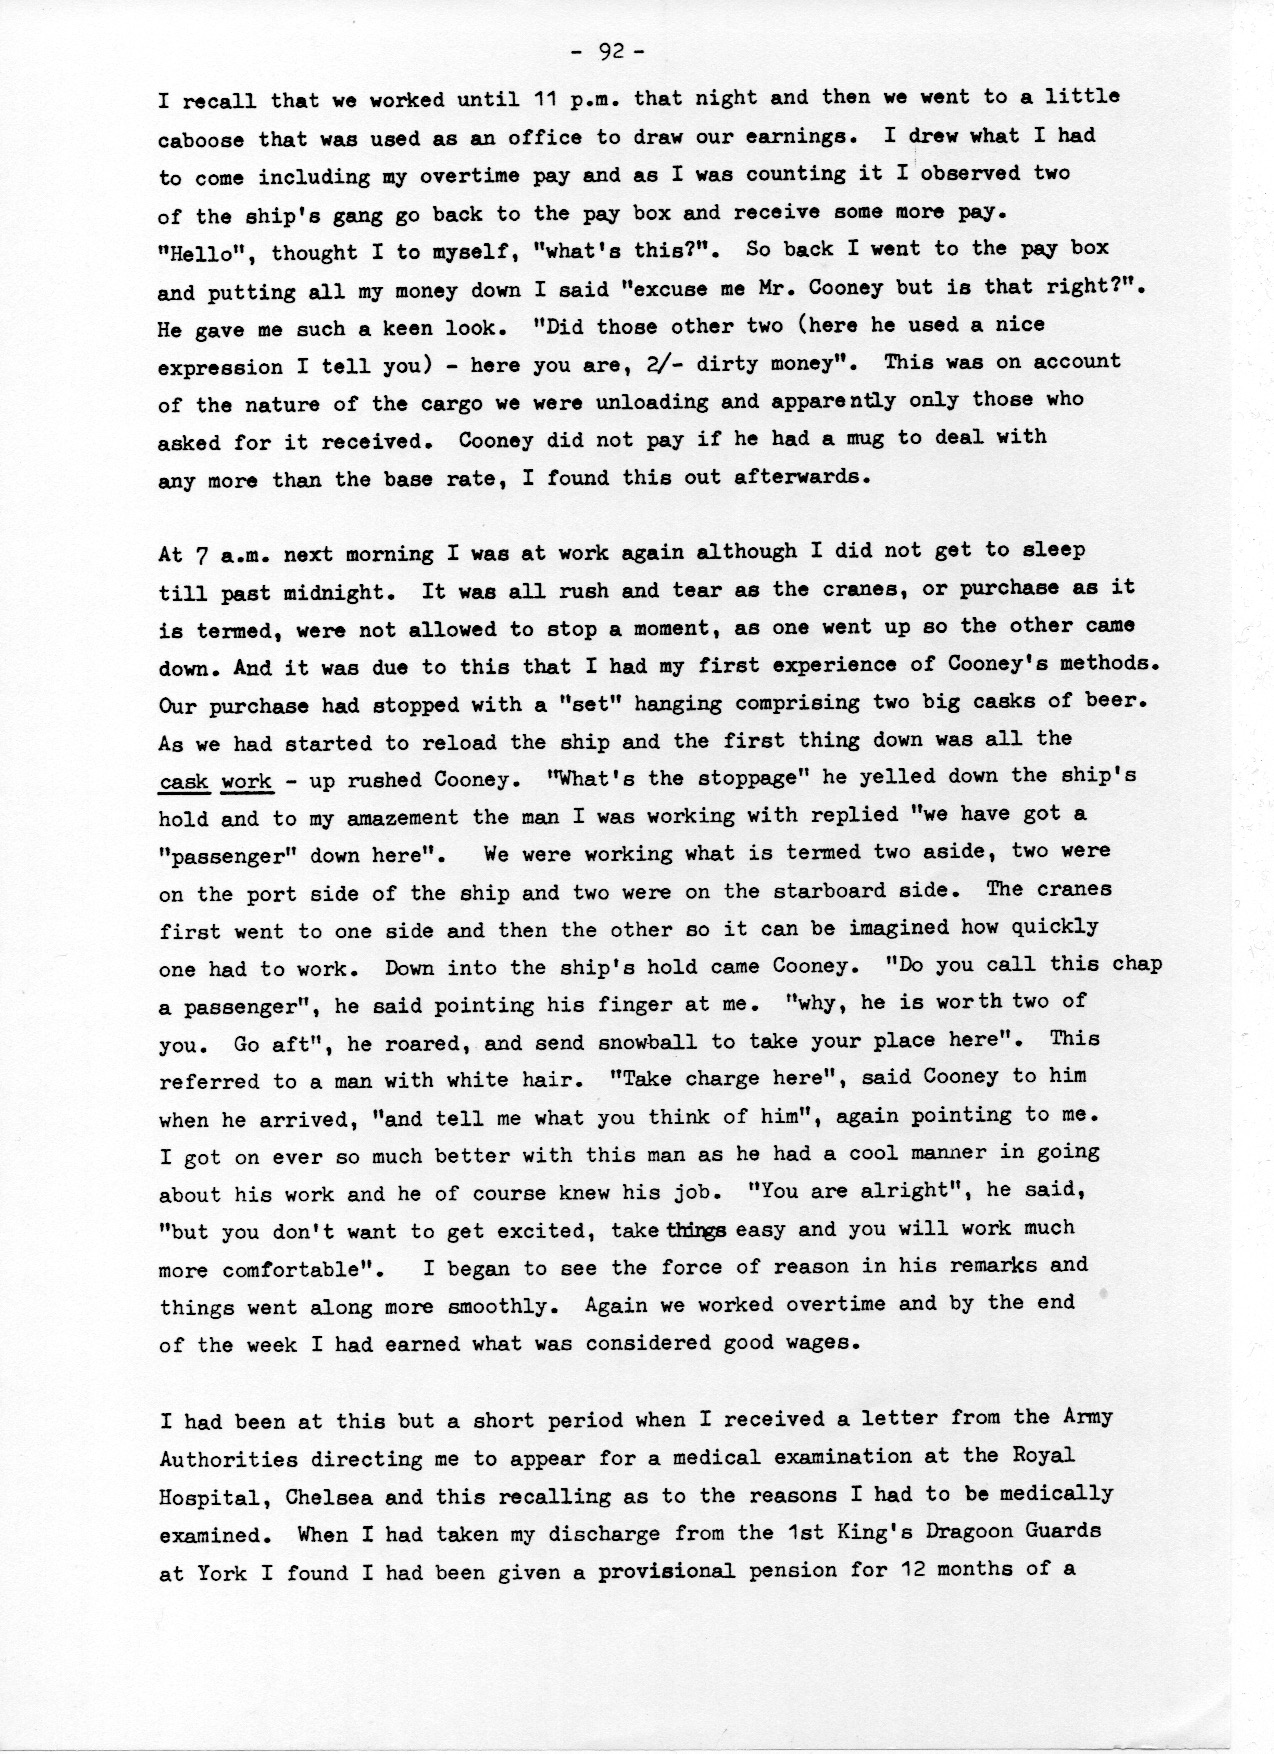 - 92 -
I recall that we worked until 11 p.m. that night and then we went to a little
caboose that was used as an office to draw our earnings. I drew what I had
to come including my overtime pay and as I was counting it I observed two
of the ship's gang go back to the pay box and receive some more pay.
"Hello", thought I to myself, "what's this?". So back I went to the pay box
and putting all my money down I said "excuse me Mr. Cooney but is that right?".
He gave me such a keen look. "Did those other two (here he used a nice
expression I tell you) - here you are, 2/- dirty money". This was on account
of the nature of the cargo we were unloading and apparently only those who
asked for it received. Cooney did not pay if he had a mug to deal with
any more than the base rate, I found this out afterwards.
At 7 a.m. next morning I was at work again although I did not get to sleep
till past midnight. It was all rush and tear as the cranes, or purchase as it
is termed, were not allowed to stop a moment, as one went up so the other came
down. And it was due to this that I had my first experience of Cooney's methods.
Our purchase had stopped with a "set" hanging comprising two big casks of beer.
As we had started to reload the ship and the first thing down was all the
cask work - up rushed Cooney. "What's the stoppage" he yelled down the ship's
hold and to my amazement the man I was working with replied "we have got a
"passenger" down here". We were working what is termed two aside, two were
on the port side of the ship and two were on the starboard side. The cranes
first went to one side and then the other so it can be imagined how quickly
one had to work. Down into the ship's hold came Cooney. "Do you call this chap
a passenger", he said pointing his finger at me. "why, he is worth two of
you. Go aft", he roared, and send snowball to take your place here". This
referred to a man with white hair. "Take charge here", said Cooney to him
when he arrived, "and tell me what you think of him", again pointing to me.
I got on ever so much better with this man as he had a cool manner in going
about his work and he of course knew his job. "You are alright", he said,
"but you don't want to get excited, take things easy and you will work much
more comfortable". I began to see the force of reason in his remarks and
things went along more smoothly. Again we worked overtime and by the end
of the week I had earned what was considered good wages.
I had been at this but a short period when I received a letter from the Army
Authorities directing me to appear for a medical examination at the Royal
Hospital, Chelsea and this recalling as to the reasons I had to be medically
examined. When I had taken my discharge from the 1st King's Dragoon Guards
at York I found I had been given a provisional pension for 12 months of a